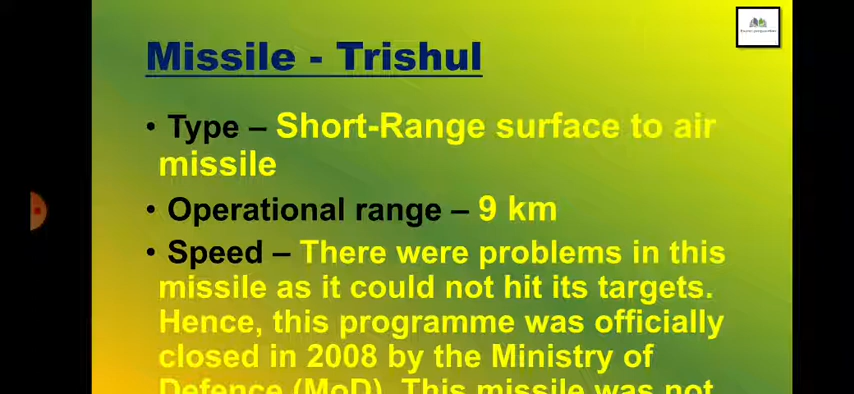 Missile - Trishul
• Type – Short-Range surface to air
missile
• Operational range – 9 km
• Speed – There were problems in this
missile as it could not hit its targets.
Hence, this programme was officially
closed in 2008 by the Ministry of
Defence (MoD). This missile was not